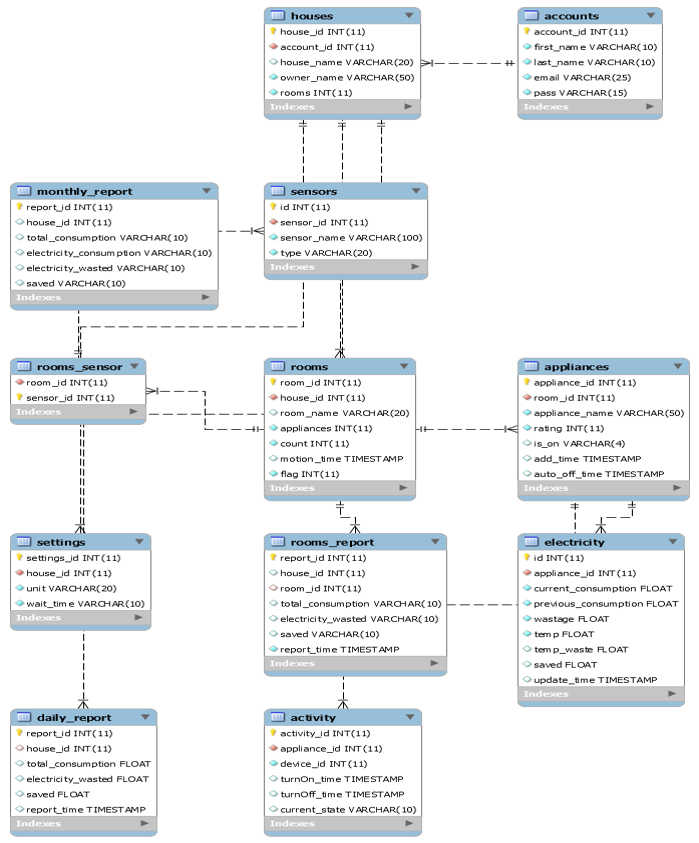 houses
house_id INT(11)
account_id INT(11)
house_name VARCHAR(20)
owner_name VARCHAR(50)
rooms INT(11)
Indexes
accounts
account_id INT(11)
first_name VARCHAR(10)
last_name VARCHAR(10)
email VARCHAR(25)
pass VARCHAR(15)
Indexes
monthly_report
report_id INT(11)
house_id INT(11)
total_consumption VARCHAR(10)
electricity_consumption VARCHAR(10)
electricity_wasted VARCHAR(10)
saved VARCHAR(10)
Indexes
sensors
id INT(11)
sensor_id INT(11)
sensor_name VARCHAR(100)
type VARCHAR(20)
Indexes
rooms_sensor
room_id INT(11)
sensor_id INT(11)
Indexes
rooms
room_id INT(11)
house_id INT(11)
room_name VARCHAR(20)
appliances INT(11)
count INT(11)
motion_time TIMESTAMP
flag INT(11)
Indexes
appliances
appliance_id INT(11)
room_id INT(11)
appliance_name VARCHAR(50)
rating INT(11)
is_on VARCHAR(4)
add_time TIMESTAMP
auto_off_time TIMESTAMP
Indexes
settings
settings_id INT(11)
house_id INT(11)
unit VARCHAR(20)
wait_time VARCHAR(10)
Indexes
rooms_report
report_id INT(11)
house_id INT(11)
room_id INT(11)
total_consumption VARCHAR(10)
electricity_wasted VARCHAR(10)
saved VARCHAR(10)
report_time TIMESTAMP
Indexes
electricity
id INT(11)
appliance_id INT(11)
current_consumption FLOAT
previous_consumption FLOAT
wastage FLOAT
temp FLOAT
temp_waste FLOAT
saved FLOAT
update_time TIMESTAMP
Indexes
daily_report
report_id INT(11)
house_id INT(11)
total_consumption FLOAT
electricity_wasted FLOAT
saved FLOAT
report_time TIMESTAMP
Indexes
activity
activity_id INT(11)
appliance_id INT(11)
device_id INT(11)
turnOn_time TIMESTAMP
turnOff_time TIMESTAMP
current_state VARCHAR(10)
Indexes